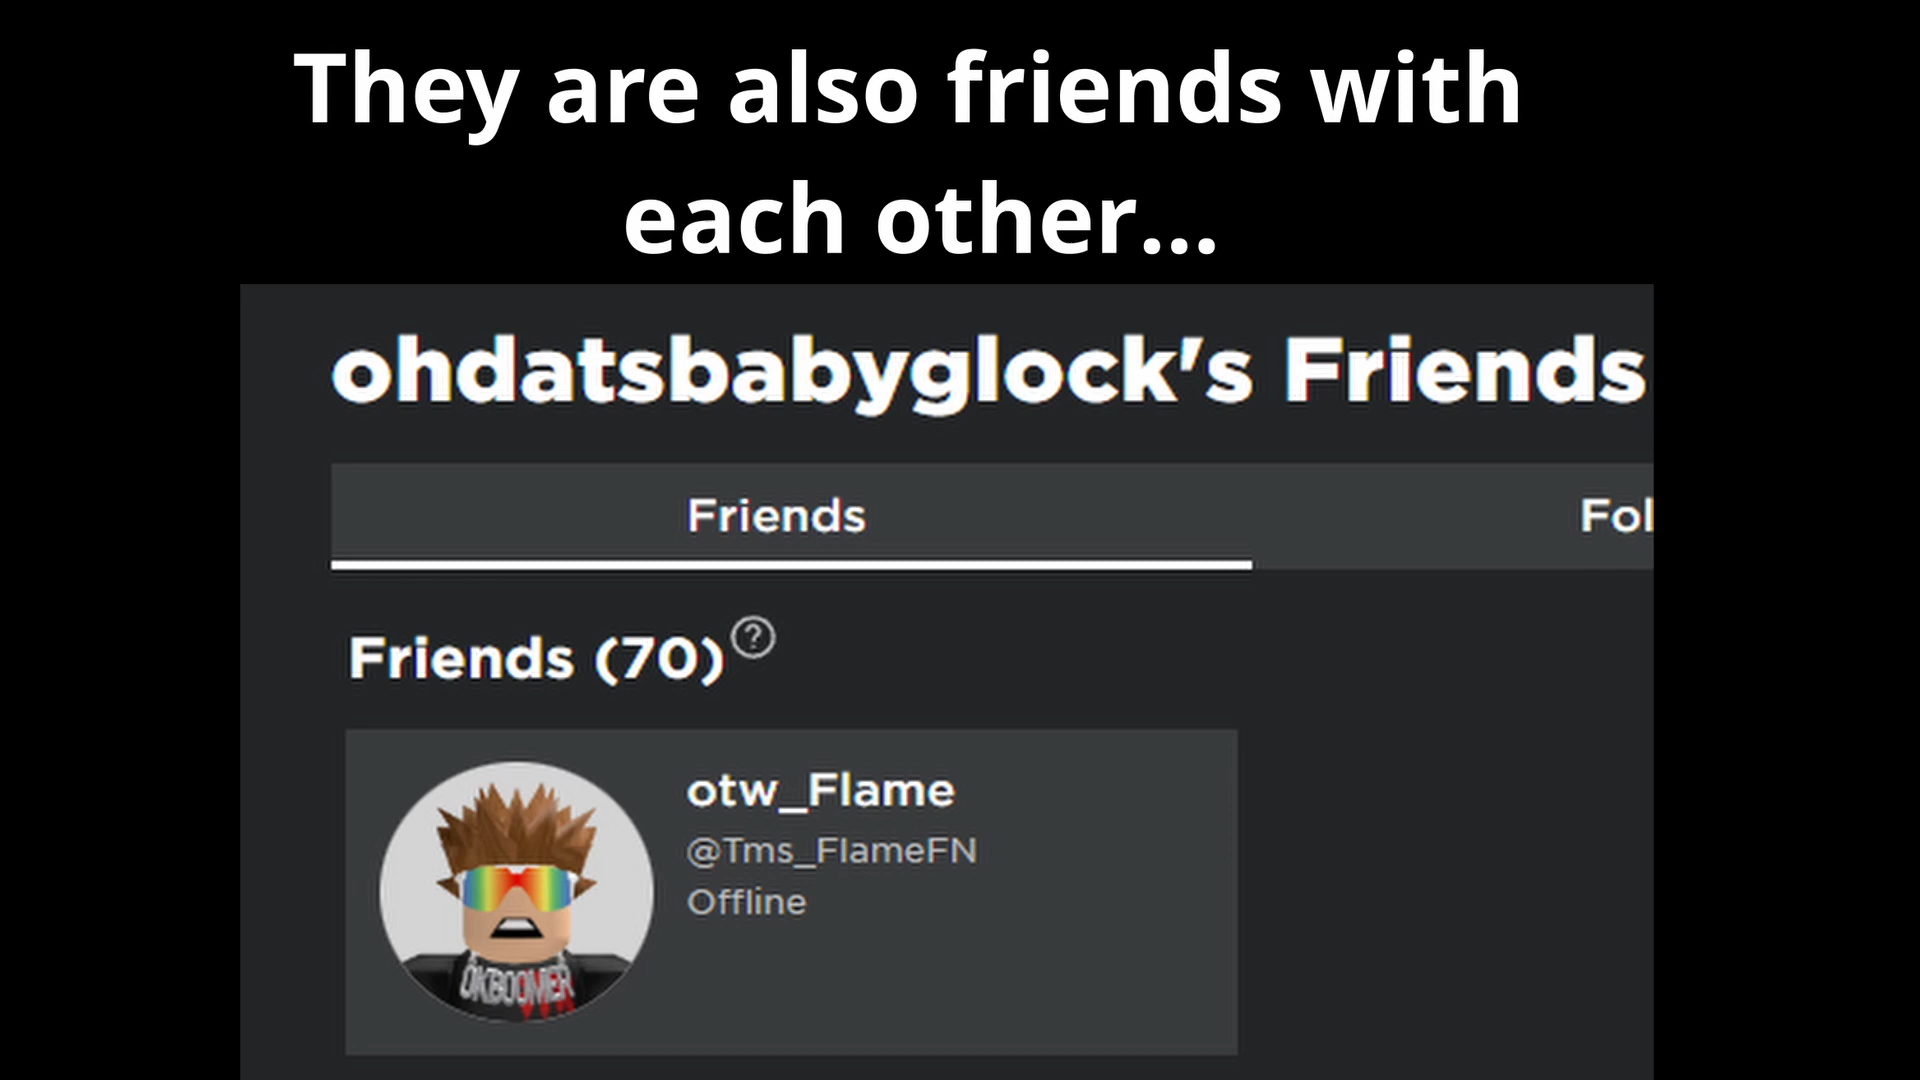 They are also friends with
each other...
ohdatsbabyglock's Friends
Friends
Fol
Friends (70)
?
otw_Flame
@Tms_FlameFN
Offline
OKBOOMER